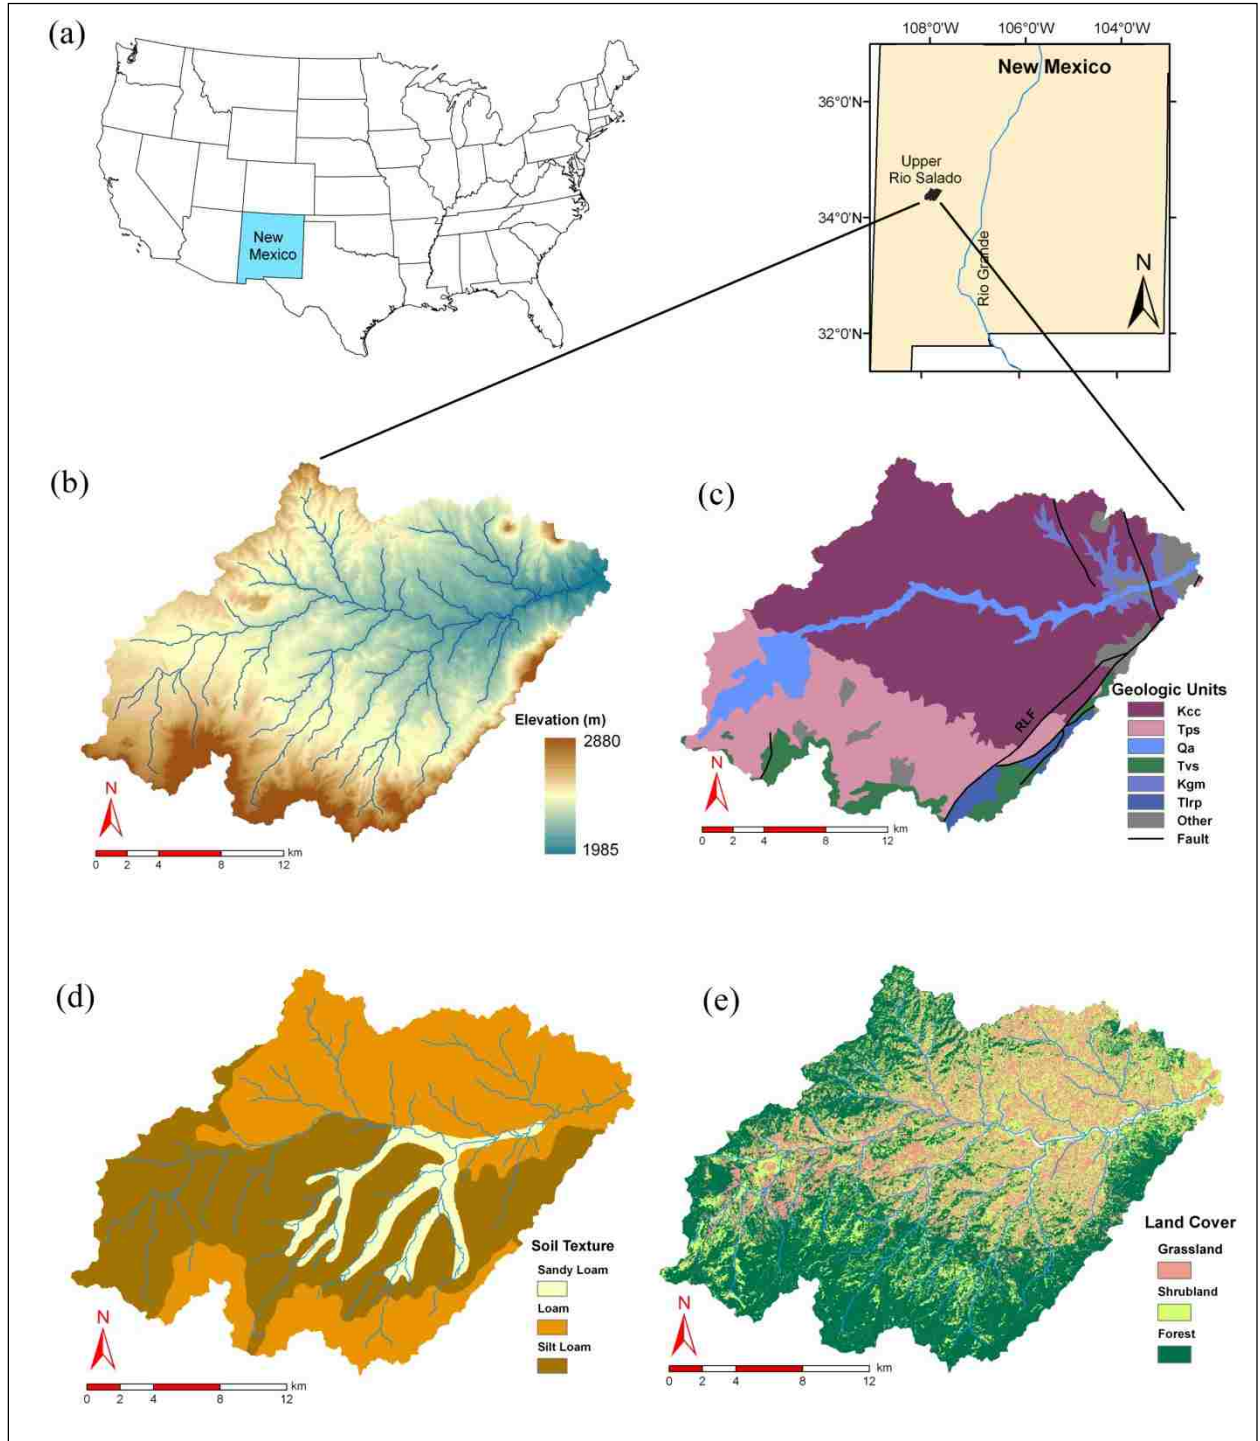 (a)
New
Mexico
108°0'W 106°0'W 104°0'W
New Mexico
36°0'N
Upper
Rio Salado
34°0'N
Rio Grande
N
32°0'N
(b)
Elevation (m)
2880
1985
N
km
0 2 4 8 12
(c)
RLF
Geologic Units
Kcc
Tps
Qa
Tvs
Kgm
Tlrp
Other
Fault
N
km
0 2 4 8 12
(d)
Soil Texture
Sandy Loam
Loam
Silt Loam
N
km
0 2 4 8 12
(e)
Land Cover
Grassland
Shrubland
Forest
N
km
0 2 4 8 12